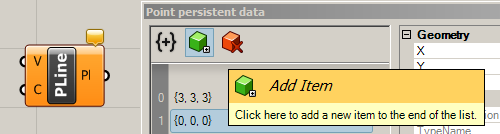 Point persistent data
V
PLine
Pl
C
{+}
Geometry
X
Y
Add Item
Click here to add a new item to the end of the list.
0 {3, 3, 3}
1 {0, 0, 0}
TypeName